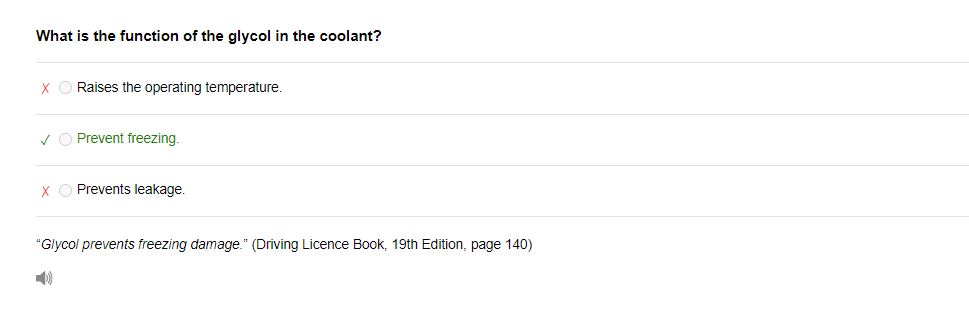 What is the function of the glycol in the coolant?
Raises the operating temperature.
Prevent freezing.
Prevents leakage.
“Glycol prevents freezing damage.” (Driving Licence Book, 19th Edition, page 140)